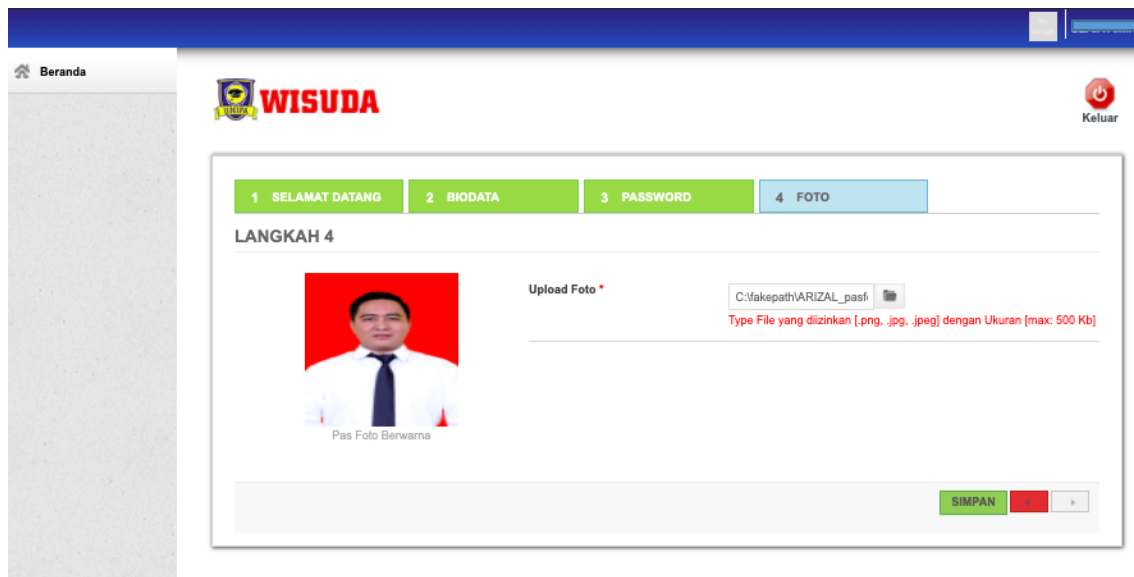 Beranda
UNIPA
WISUDA
Keluar
1 SELAMAT DATANG
2 BIODATA
3 PASSWORD
4 FOTO
LANGKAH 4
Upload Foto *
C:\fakepath\ARIZAL_pasf
Type File yang diizinkan [.png, .jpg, .jpeg] dengan Ukuran [max: 500 Kb]
Pas Foto Berwarna
SIMPAN